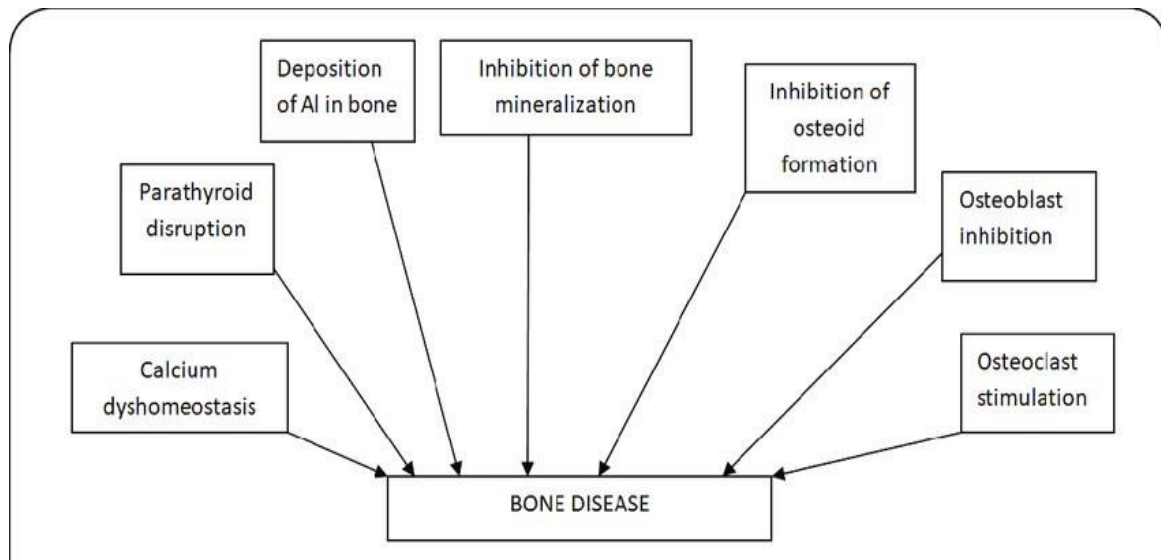 Deposition
of Al in bone
Inhibition of bone
mineralization
Inhibition of
osteoid
formation
Parathyroid
disruption
Osteoblast
inhibition
Calcium
dyshomeostasis
Osteoclast
stimulation
BONE DISEASE